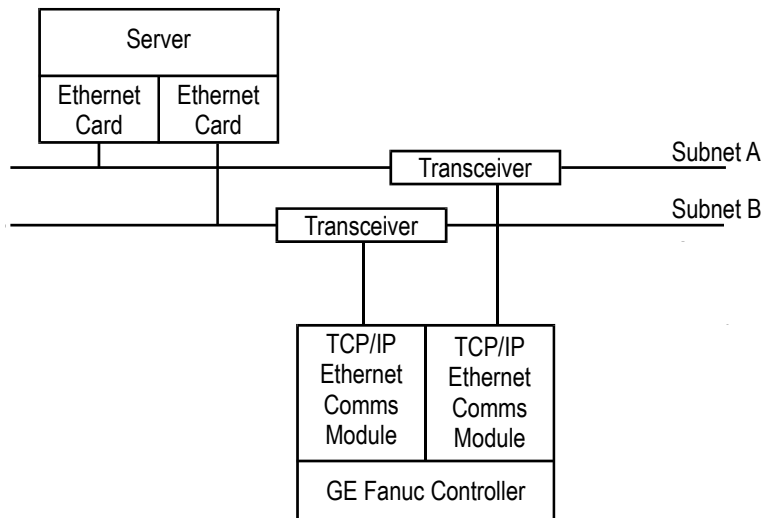 Server
Ethernet
Card
Ethernet
Card
Transceiver
Subnet A
Transceiver
Subnet B
TCP/IP
Ethernet
Comms
Module
TCP/IP
Ethernet
Comms
Module
GE Fanuc Controller